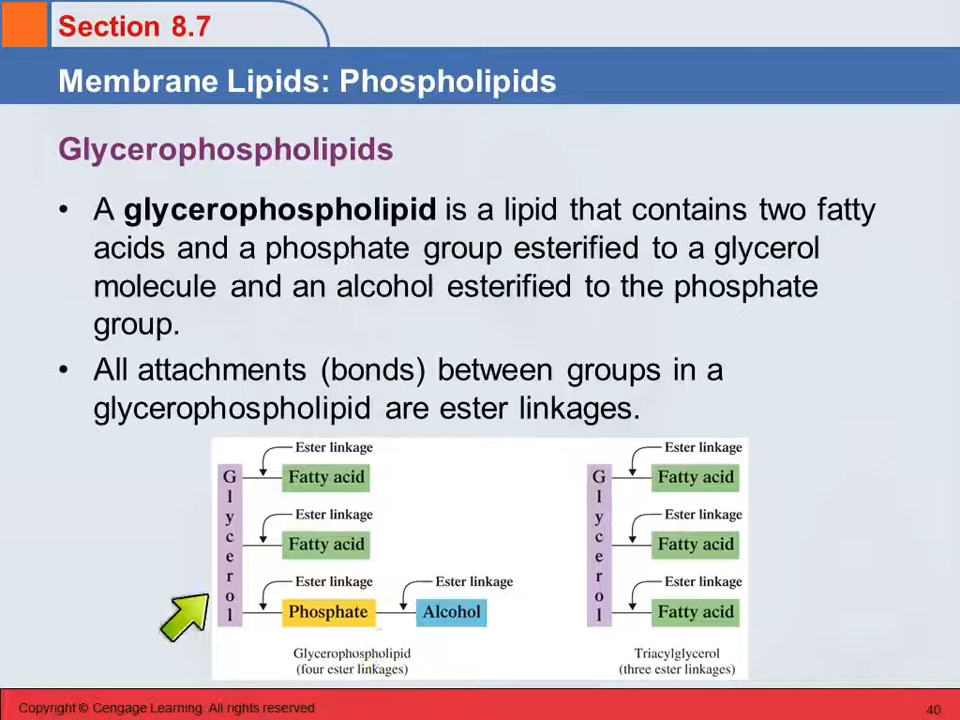 Section 8.7
Membrane Lipids: Phospholipids
Glycerophospholipids
• A glycerophospholipid is a lipid that contains two fatty
acids and a phosphate group esterified to a glycerol
molecule and an alcohol esterified to the phosphate
group.
• All attachments (bonds) between groups in a
glycerophospholipid are ester linkages.
Glycerol
Ester linkage
Fatty acid
Ester linkage
Fatty acid
Ester linkage
Ester linkage
Phosphate
Alcohol
Glycerophospholipid
(four ester linkages)
Glycerol
Ester linkage
Fatty acid
Ester linkage
Fatty acid
Ester linkage
Fatty acid
Triacylglycerol
(three ester linkages)
Copyright © Cengage Learning. All rights reserved
40